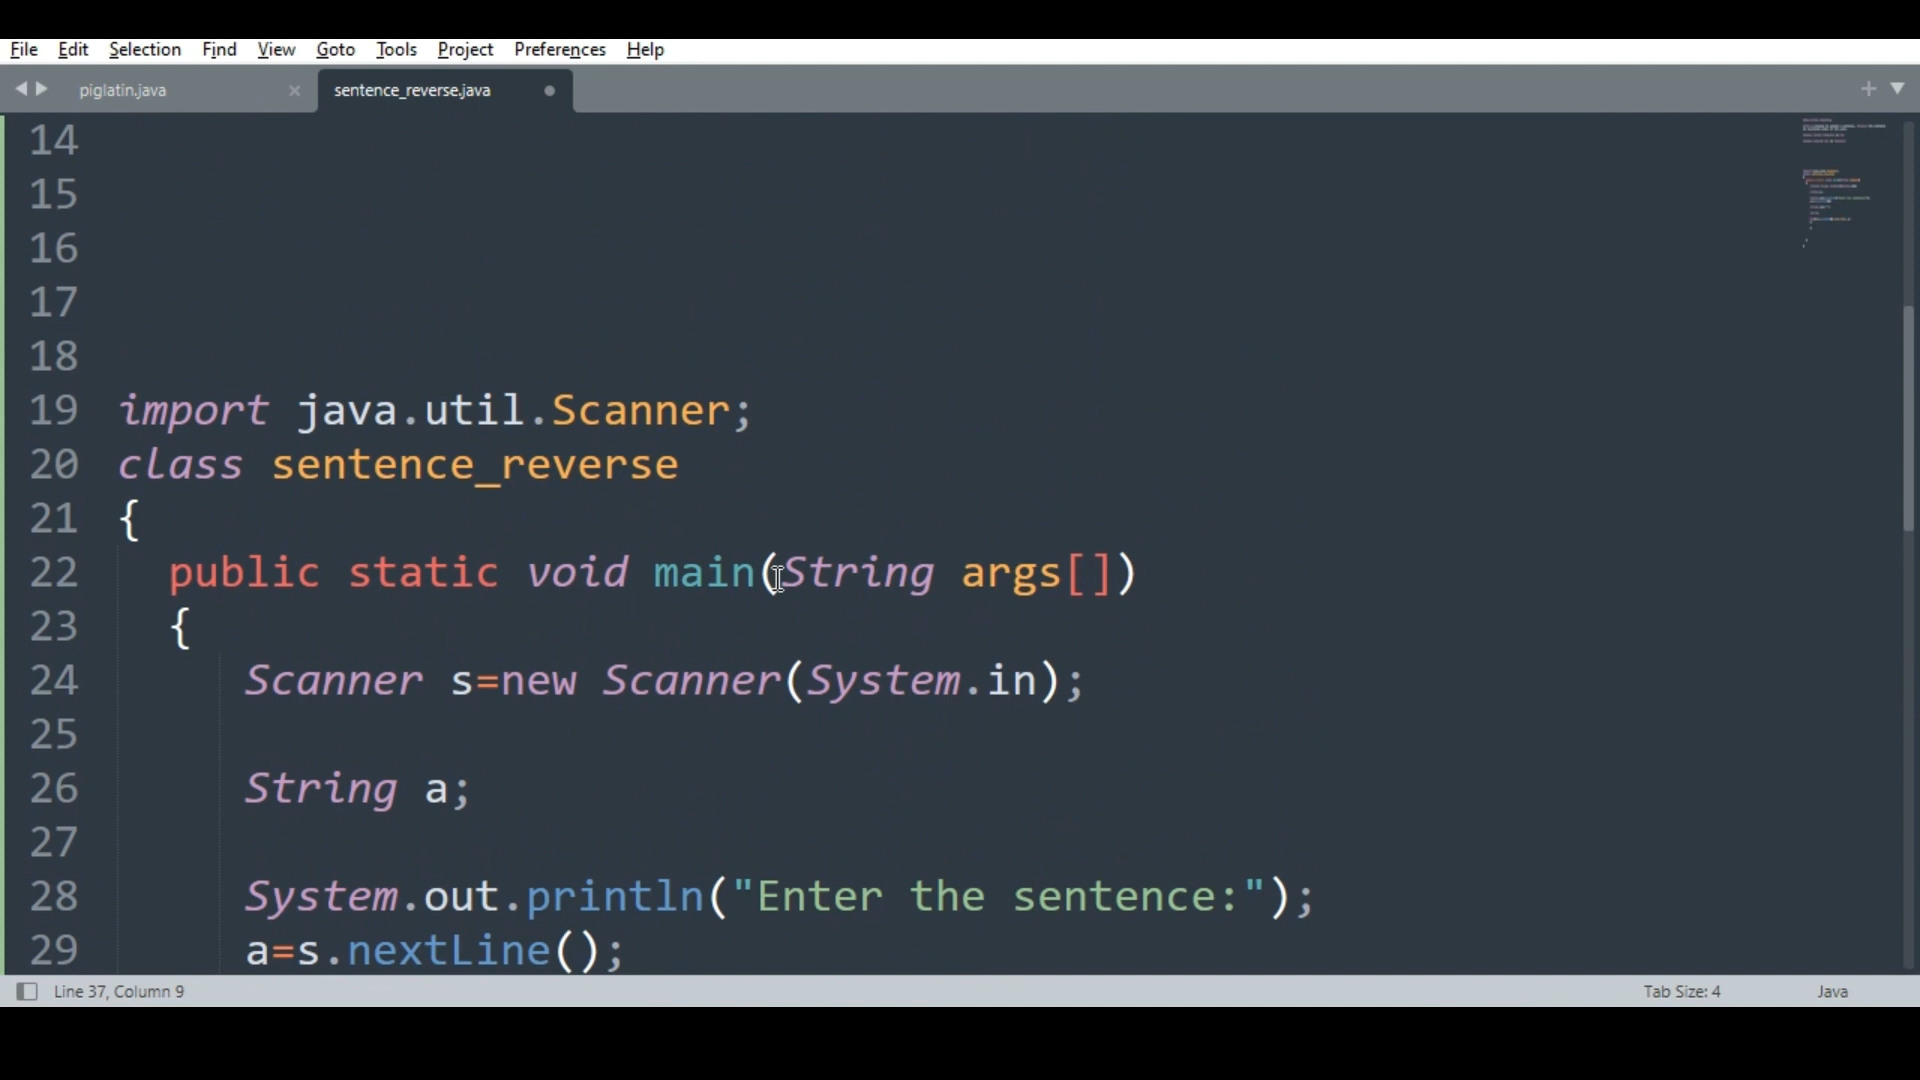 File Edit Selection Find View Goto Tools Project Preferences Help
piglatin.java sentence_reverse.java
14
15
16
17
18
19 import java.util.Scanner;
20 class sentence_reverse
21 {
22 public static void main(String args[])
23 {
24 Scanner s=new Scanner(System.in);
25
26 String a;
27
28 System.out.println("Enter the sentence:");
29 a=s.nextLine();
Line 37, Column 9 Tab Size: 4 Java